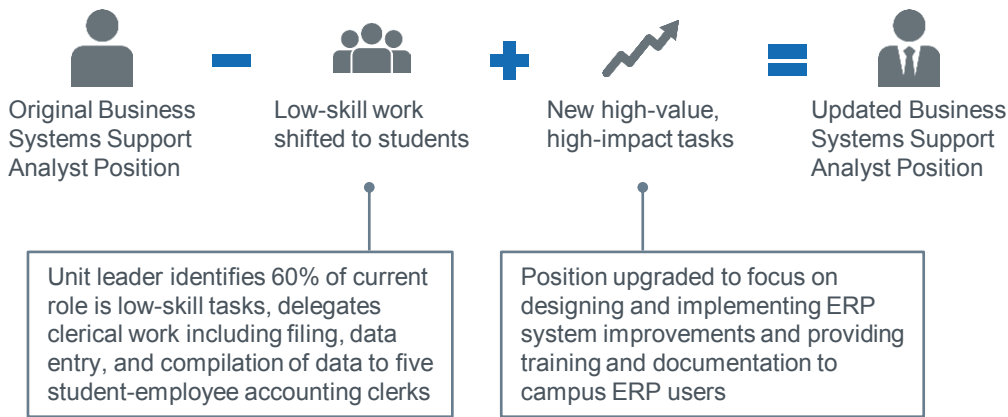 Original Business
Systems Support
Analyst Position
Low-skill work
shifted to students
New high-value,
high-impact tasks
Updated Business
Systems Support
Analyst Position
Unit leader identifies 60% of current
role is low-skill tasks, delegates
clerical work including filing, data
entry, and compilation of data to five
student-employee accounting clerks
Position upgraded to focus on
designing and implementing ERP
system improvements and providing
training and documentation to
campus ERP users